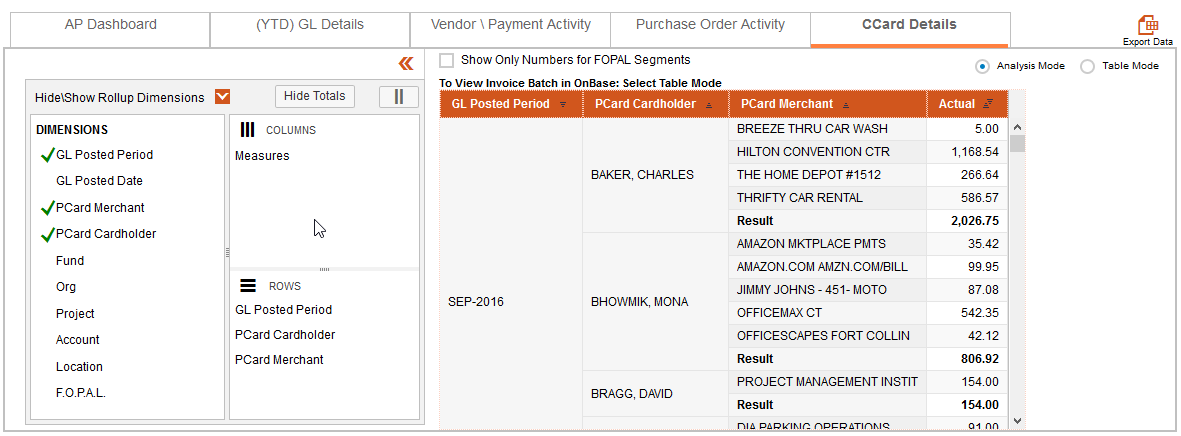 AP Dashboard
(YTD) GL Details
Vendor \ Payment Activity
Purchase Order Activity
CCard Details
Export Data
Show Only Numbers for FOPAL Segments
Analysis Mode
Table Mode
To View Invoice Batch in OnBase: Select Table Mode
Hide\Show Rollup Dimensions
Hide Totals
DIMENSIONS
GL Posted Period
GL Posted Date
PCard Merchant
PCard Cardholder
Fund
Org
Project
Account
Location
F.O.P.A.L.
COLUMNS
Measures
ROWS
GL Posted Period
PCard Cardholder
PCard Merchant
GL Posted Period PCard Cardholder PCard Merchant Actual
SEP-2016
BAKER, CHARLES
BREEZE THRU CAR WASH 5.00
HILTON CONVENTION CTR 1,168.54
THE HOME DEPOT #1512 266.64
THRIFTY CAR RENTAL 586.57
Result 2,026.75
BHOWMIK, MONA
AMAZON MKTPLACE PMTS 35.42
AMAZON.COM AMZN.COM/BILL 99.95
JIMMY JOHNS - 451- MOTO 87.08
OFFICEMAX CT 542.35
OFFICESCAPES FORT COLLIN 42.12
Result 806.92
BRAGG, DAVID
PROJECT MANAGEMENT INSTIT 154.00
Result 154.00
DIA PARKING OPERATIONS 91.00